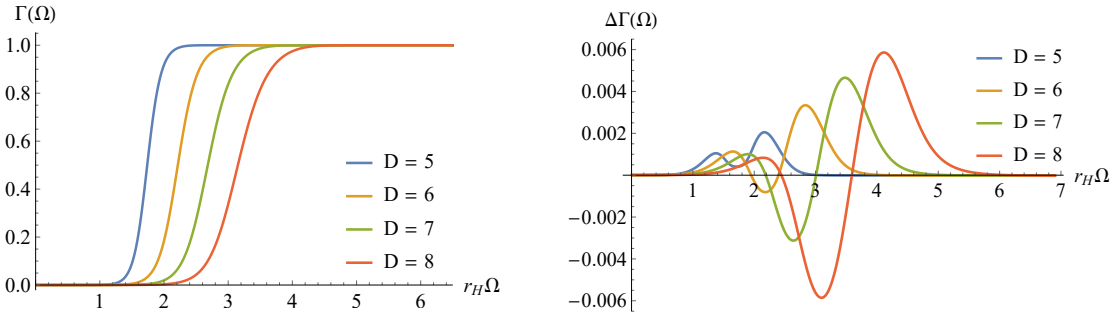 Γ(Ω)
1.0
0.8
0.6
0.4
0.2
0.0
1 2 3 4 5 6
r_HΩ
D = 5
D = 6
D = 7
D = 8
ΔΓ(Ω)
0.006
0.004
0.002
−0.002
−0.004
−0.006
1 2 3 4 5 6 7
r_HΩ
D = 5
D = 6
D = 7
D = 8